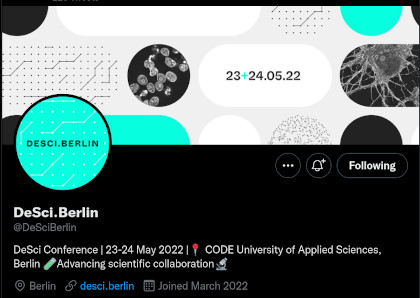 23+24.05.22
DESCI.BERLIN
Following
DeSci.Berlin
@DeSciBerlin
DeSci Conference | 23-24 May 2022 |📍 CODE University of Applied Sciences,
Berlin 🧪Advancing scientific collaboration🔬
Berlin desci.berlin Joined March 2022